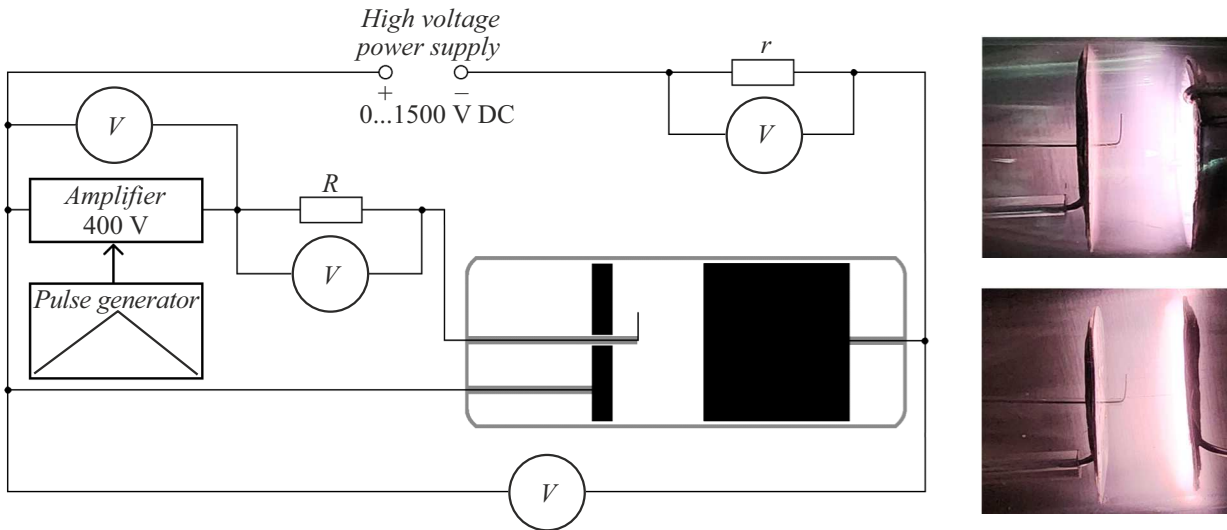 High voltage
power supply
+
−
0...1500 V DC
r
V
V
Amplifier
400 V
R
V
Pulse generator
V